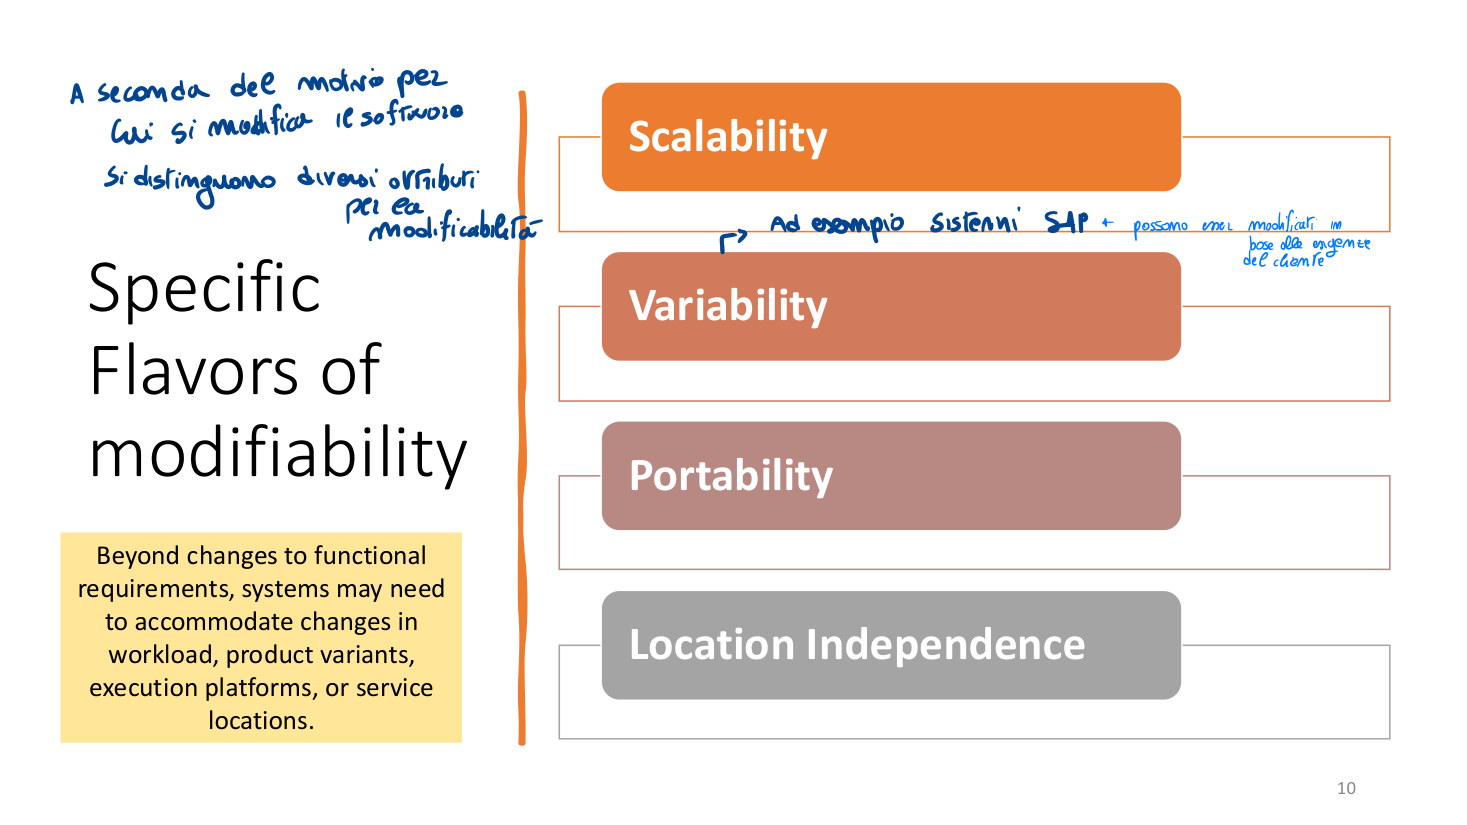 A seconda del motivo per
cui si modifica il software
si distinguono diversi attributi
per la
modificabilità
Specific
Flavors of
modifiability
Beyond changes to functional
requirements, systems may need
to accommodate changes in
workload, product variants,
execution platforms, or service
locations.
Scalability
Ad esempio sistemi SAP ← possono esser modificati in
base alle esigenze
del cliente
Variability
Portability
Location Independence
10